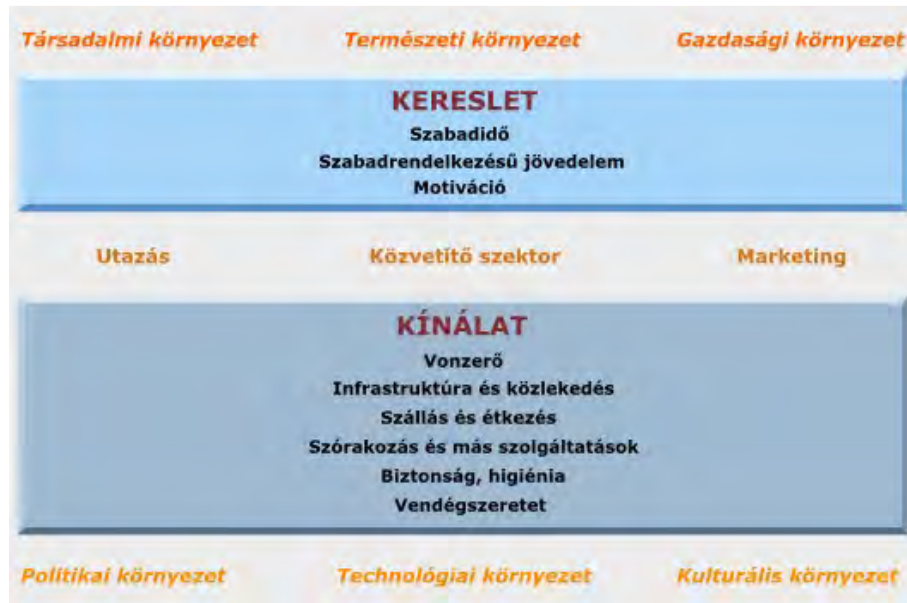 Társadalmi környezet Természeti környezet Gazdasági környezet
KERESLET
Szabadidő
Szabadrendelkezésű jövedelem
Motiváció
Utazás Közvetítő szektor Marketing
KÍNÁLAT
Vonzerő
Infrastruktúra és közlekedés
Szállás és étkezés
Szórakozás és más szolgáltatások
Biztonság, higiénia
Vendégszeretet
Politikai környezet Technológiai környezet Kulturális környezet